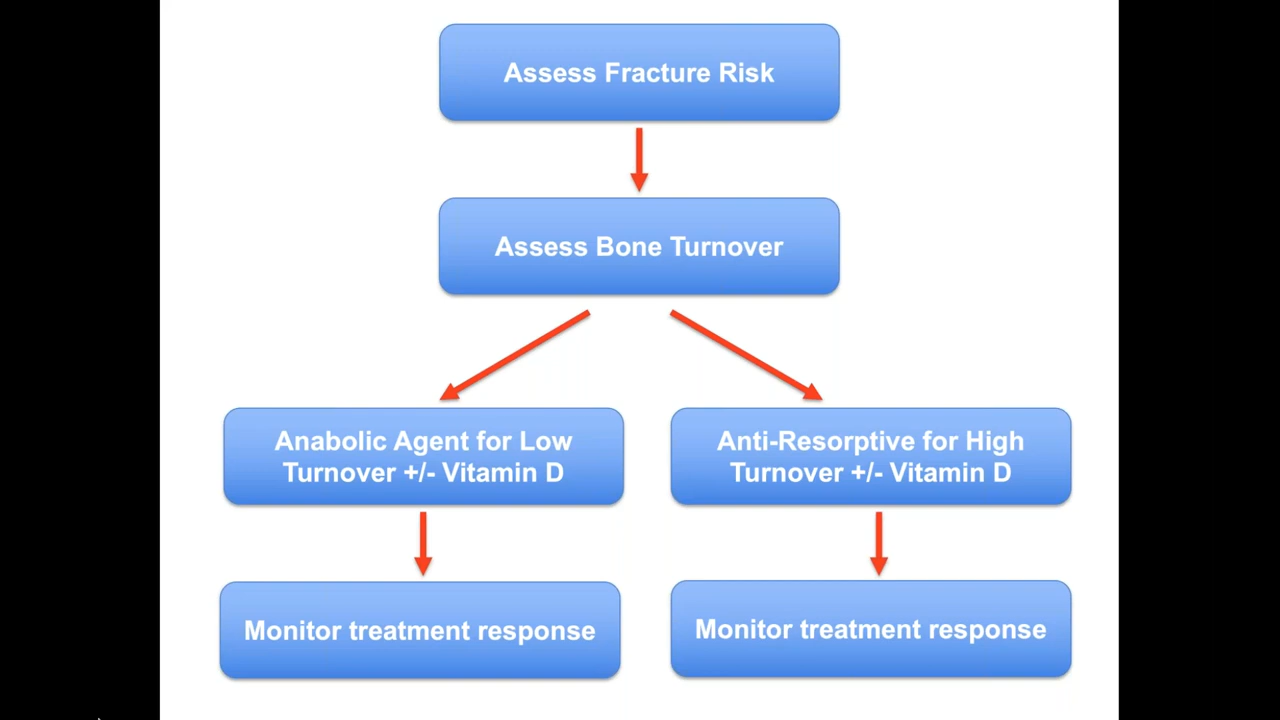 Assess Fracture Risk
Assess Bone Turnover
Anabolic Agent for Low
Turnover +/- Vitamin D
Anti-Resorptive for High
Turnover +/- Vitamin D
Monitor treatment response
Monitor treatment response